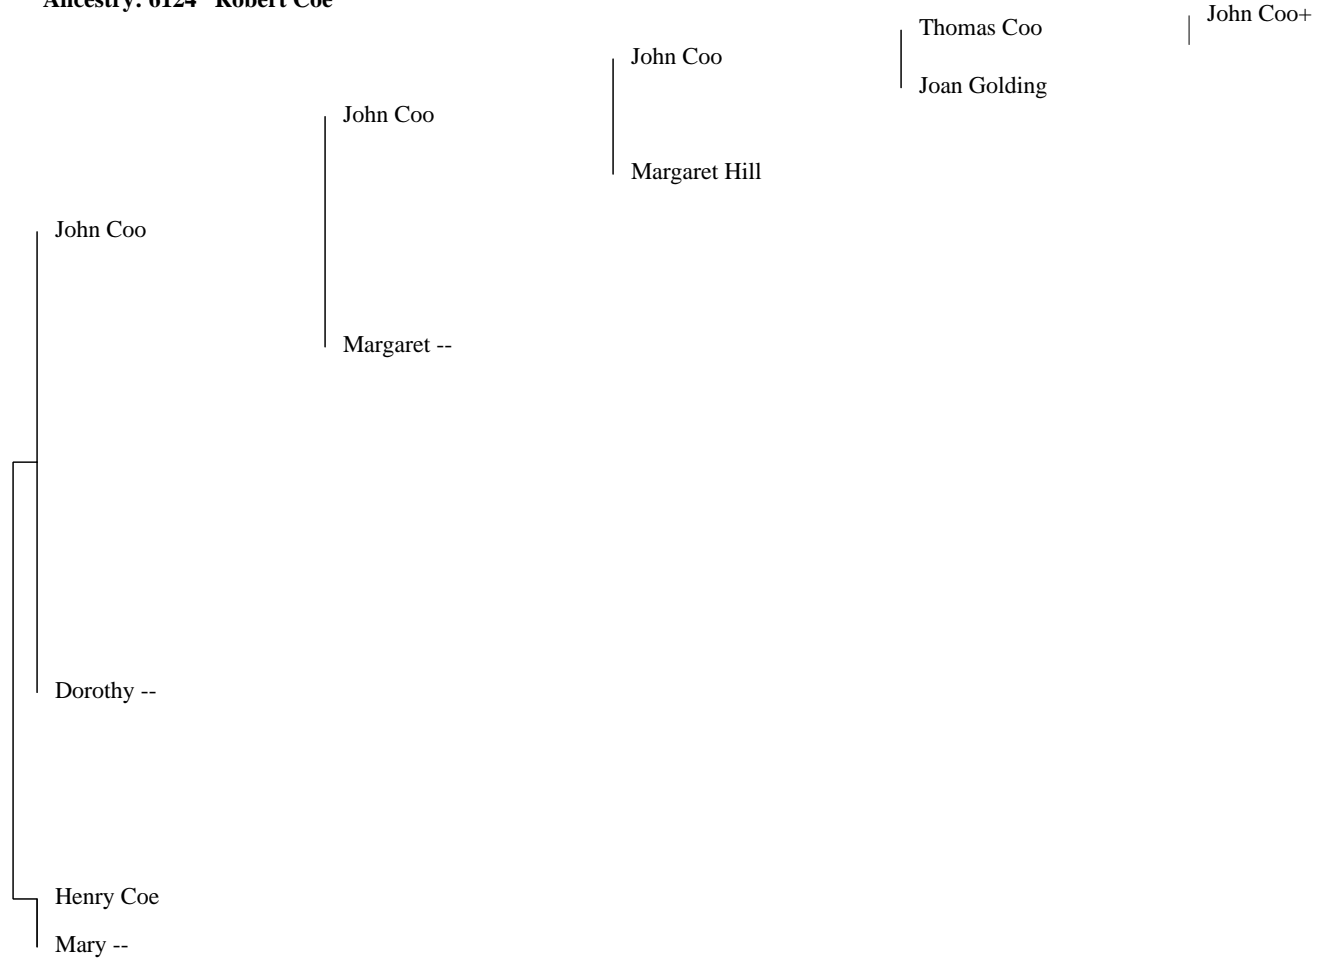 Ancestry: 6124 Robert Coe
John Coo+
Thomas Coo
John Coo
Joan Golding
John Coo
Margaret Hill
John Coo
Margaret --
Dorothy --
Henry Coe
Mary --